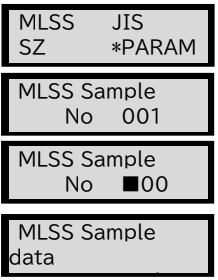 MLSS JIS
SZ *PARAM
MLSS Sample
No 001
MLSS Sample
No ■00
MLSS Sample
data